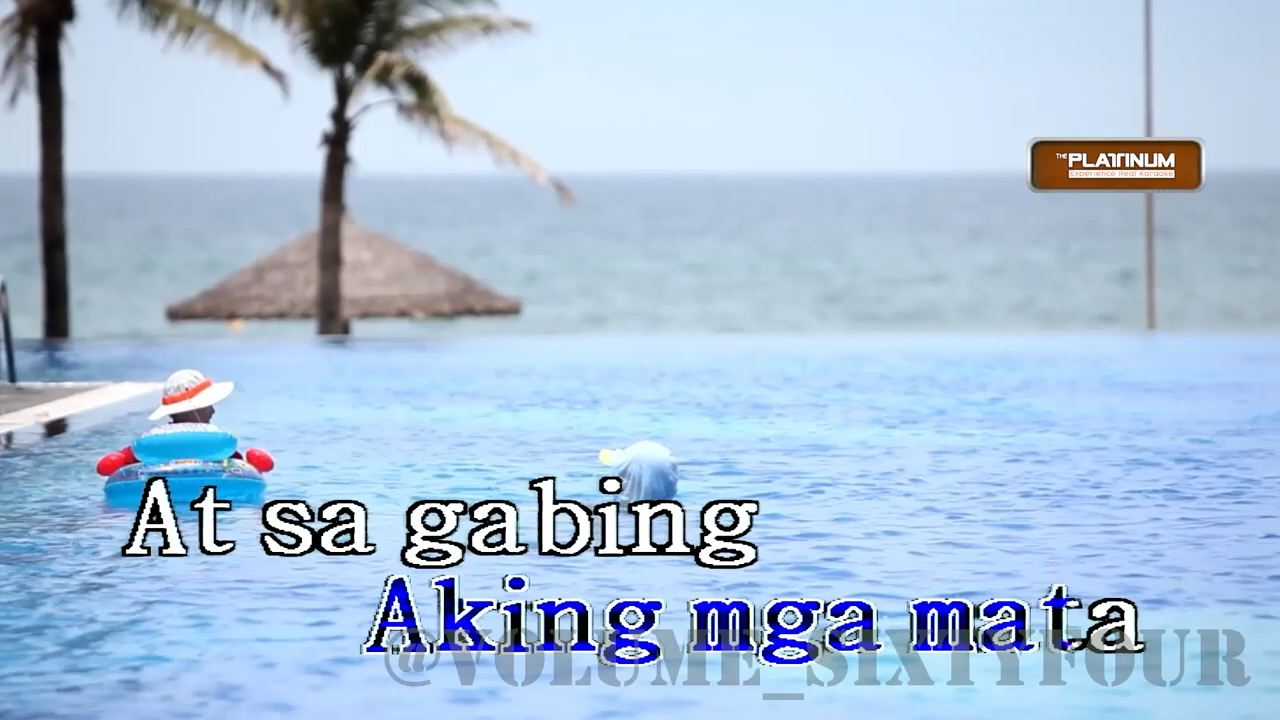 THE PLATINUM
Experience Real Karaoke
At sa gabing
Aking mga mata
@VOLUME_SIXTYFOUR